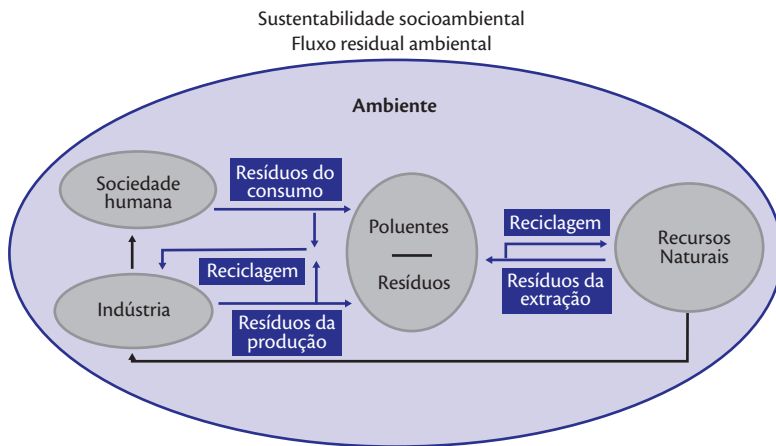 Sustentabilidade socioambiental
Fluxo residual ambiental
Ambiente
Sociedade
humana
Resíduos do
consumo
Poluentes
Resíduos
Reciclagem
Recursos
Naturais
Reciclagem
Resíduos da
extração
Indústria
Resíduos da
produção